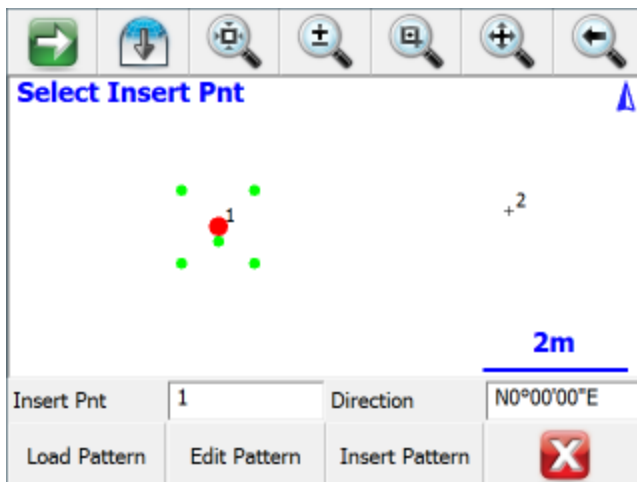 Select Insert Pnt
1
2
2m
Insert Pnt 1 Direction N0°00'00"E
Load Pattern Edit Pattern Insert Pattern